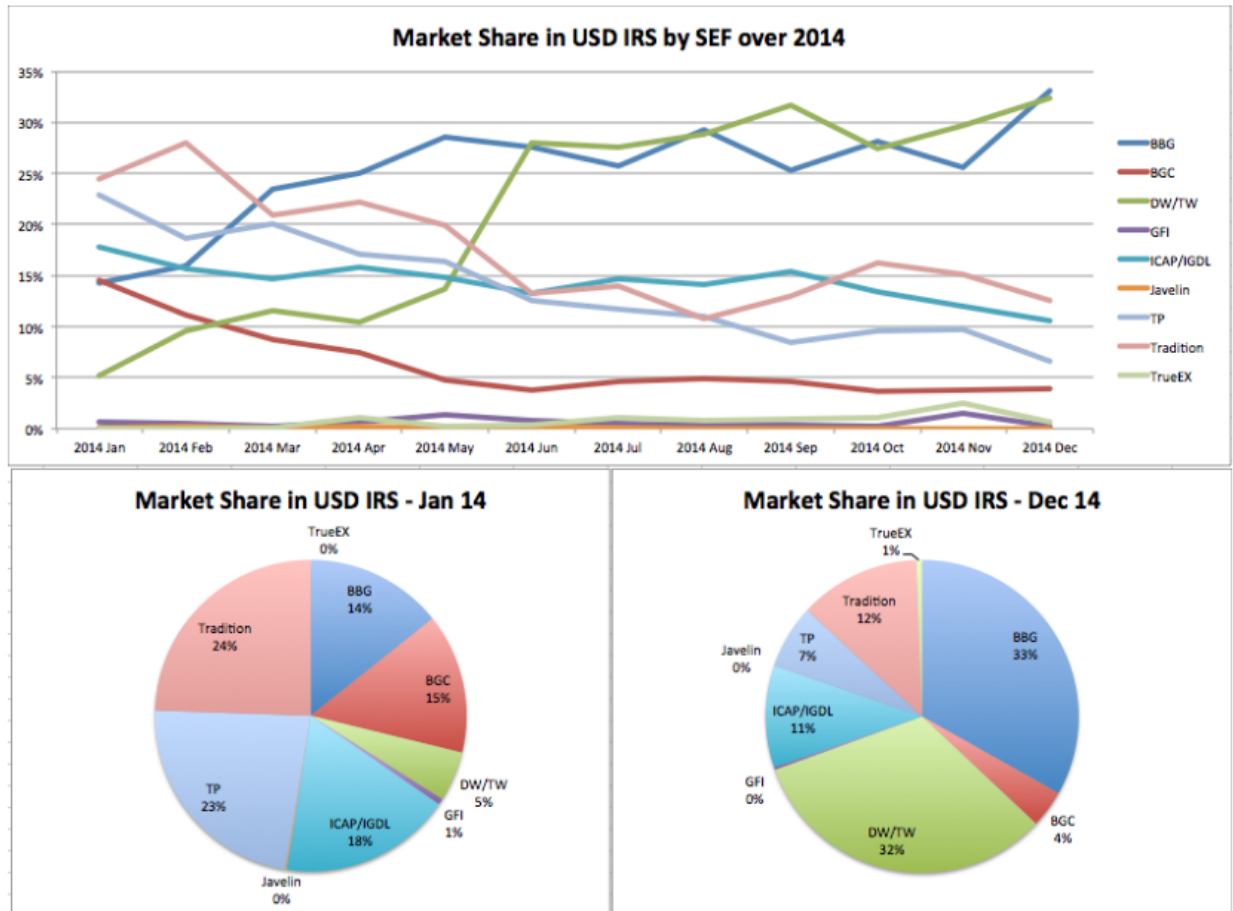 Market Share in USD IRS by SEF over 2014
35%
30%
25%
20%
15%
10%
5%
0%
2014 Jan 2014 Feb 2014 Mar 2014 Apr 2014 May 2014 Jun 2014 Jul 2014 Aug 2014 Sep 2014 Oct 2014 Nov 2014 Dec
BBG
BGC
DW/TW
GFI
ICAP/IGDL
Javelin
TP
Tradition
TrueEX
Market Share in USD IRS - Jan 14
TrueEX
0%
BBG
14%
BGC
15%
DW/TW
5%
GFI
1%
ICAP/IGDL
18%
Javelin
0%
TP
23%
Tradition
24%
Market Share in USD IRS - Dec 14
TrueEX
1%
BBG
33%
BGC
4%
DW/TW
32%
GFI
0%
ICAP/IGDL
11%
Javelin
0%
TP
7%
Tradition
12%